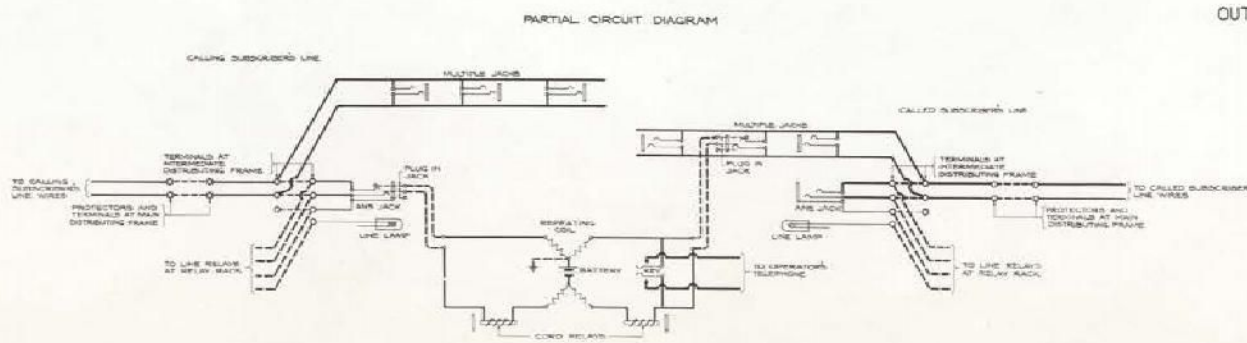 PARTIAL CIRCUIT DIAGRAM
OUT
CALLING SUBSCRIBER'S LINE
MULTIPLE JACKS
CALLED SUBSCRIBER'S LINE
MULTIPLE JACKS
TERMINALS AT
INTERMEDIATE
DISTRIBUTING FRAME
PLUG IN
JACK
PLUG IN
JACK
TERMINALS AT
INTERMEDIATE
DISTRIBUTING FRAME
TO CALLING
SUBSCRIBER'S
LINE WIRES
TO CALLED SUBSCRIBER
LINE WIRES
PROTECTORS AND
TERMINALS AT MAIN
DISTRIBUTING FRAME
ANS JACK
ANS JACK
PROTECTORS AND
TERMINALS AT MAIN
DISTRIBUTING FRAME
LINE LAMP
REPEATING
COIL
LINE LAMP
TO LINE RELAYS
AT RELAY RACK
BATTERY
KEY
TO OPERATOR'S
TELEPHONE
TO LINE RELAYS
AT RELAY RACK
CORD RELAYS